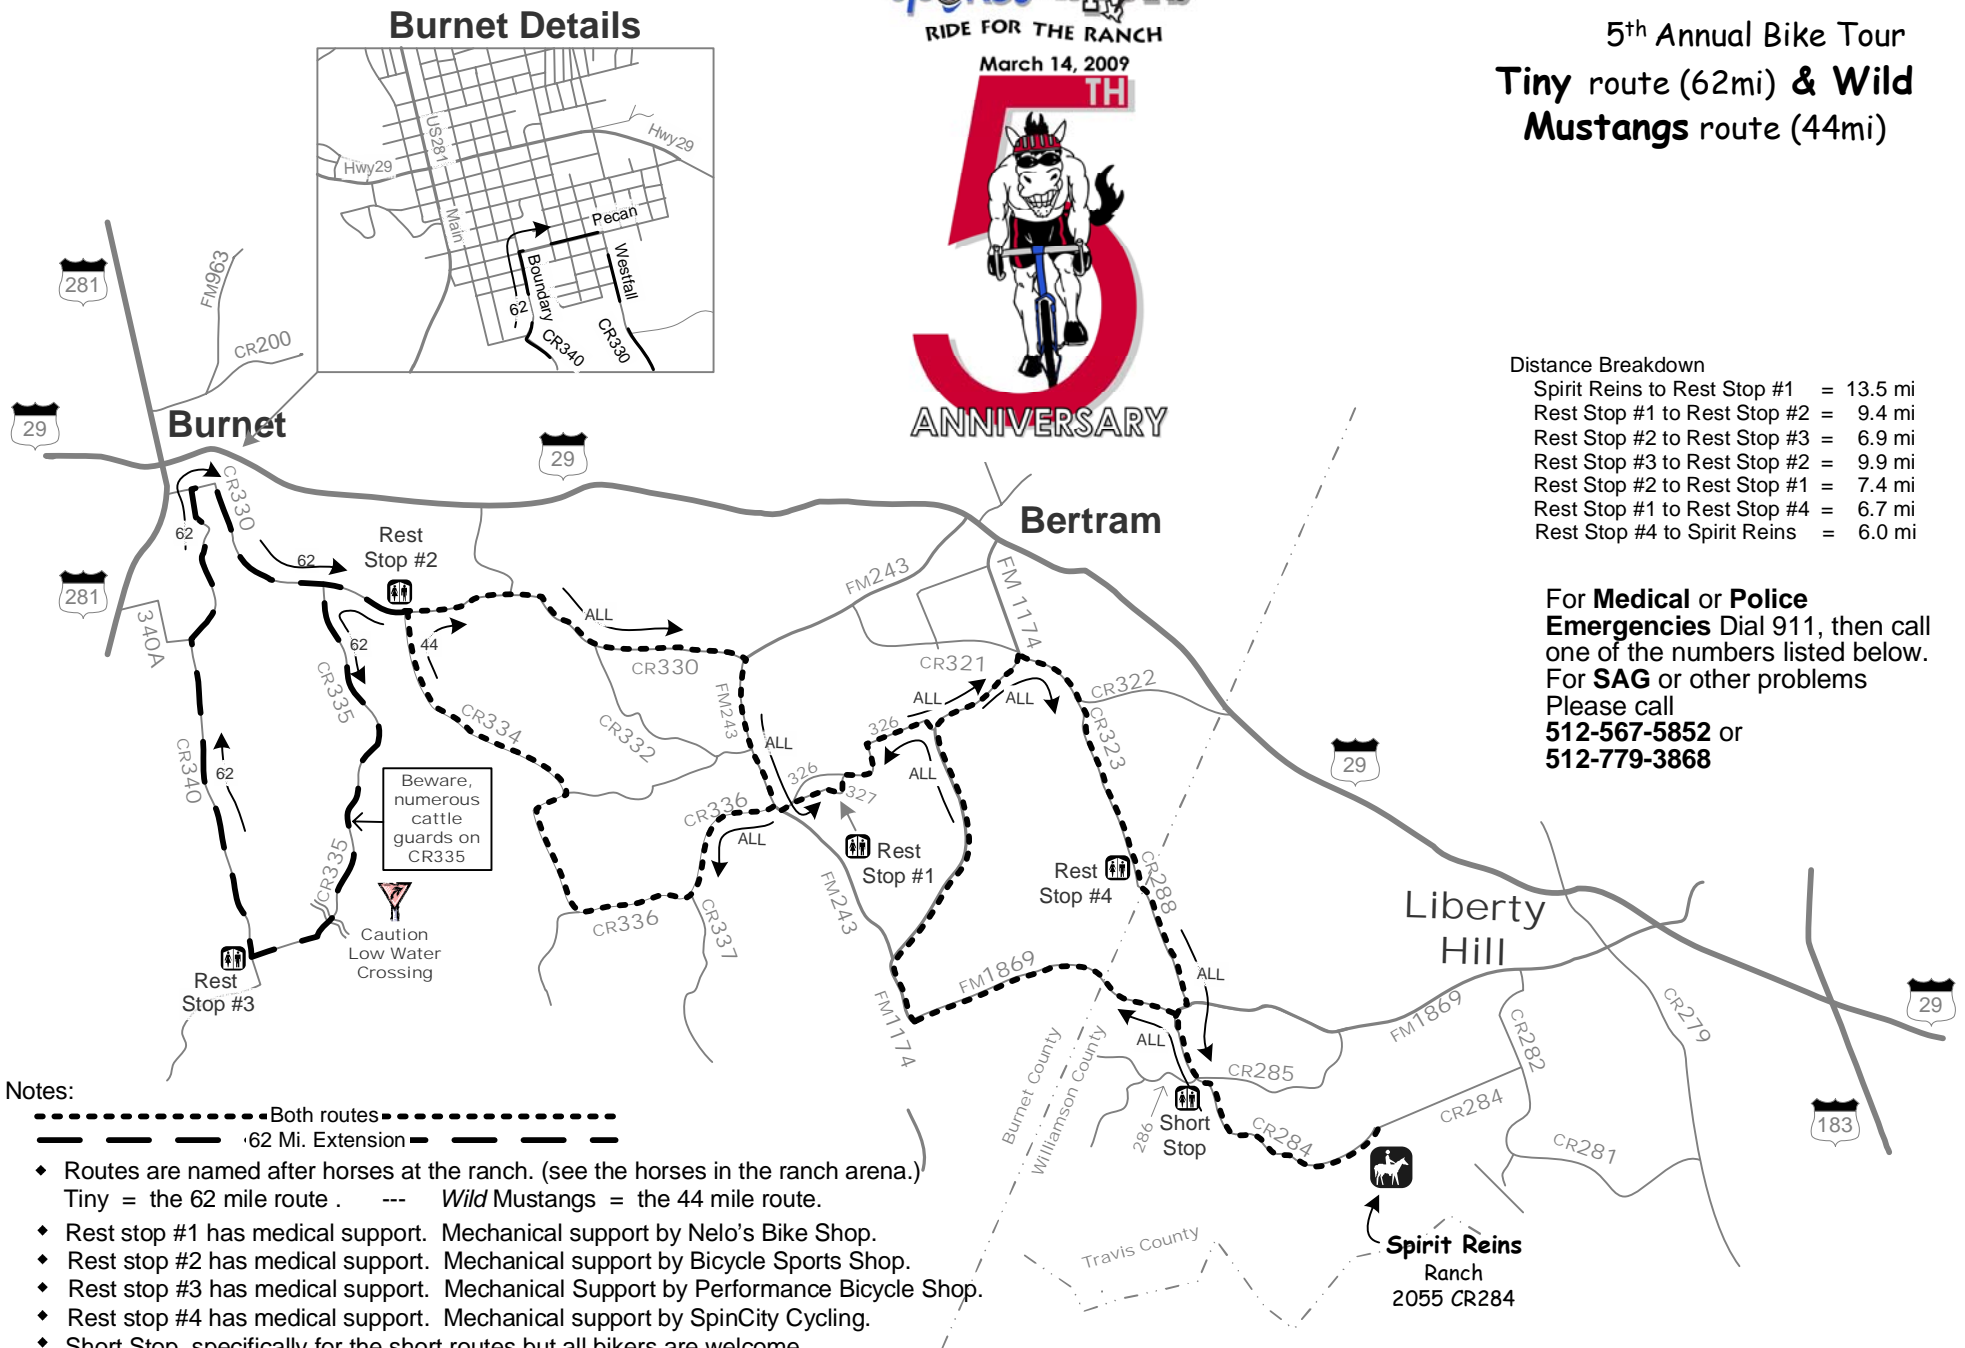 Burnet Details
RIDE FOR THE RANCH
March 14, 2009
5TH
ANNIVERSARY
5th Annual Bike Tour
Tiny route (62mi) & Wild
Mustangs route (44mi)
US281
Hwy29
Hwy29
Main
Pecan
Boundary
Westfall
62
CR340
CR330
Distance Breakdown
Spirit Reins to Rest Stop #1 = 13.5 mi
Rest Stop #1 to Rest Stop #2 = 9.4 mi
Rest Stop #2 to Rest Stop #3 = 6.9 mi
Rest Stop #3 to Rest Stop #2 = 9.9 mi
Rest Stop #2 to Rest Stop #1 = 7.4 mi
Rest Stop #1 to Rest Stop #4 = 6.7 mi
Rest Stop #4 to Spirit Reins = 6.0 mi
For Medical or Police
Emergencies Dial 911, then call
one of the numbers listed below.
For SAG or other problems
Please call
512-567-5852 or
512-779-3868
281
FM963
CR200
29
Burnet
29
CR330
62
62
Rest
Stop #2
281
340A
62
44
ALL
CR330
CR335
CR334
CR332
FM243
FM243
Bertram
FM 1174
CR321
CR322
ALL
ALL
ALL
326
ALL
326
327
CR323
CR340
62
Beware,
numerous
cattle
guards on
CR335
CR335
Caution
Low Water
Crossing
CR336
ALL
Rest
Stop #1
Rest
Stop #4
CR288
29
Liberty
Hill
CR336
CR337
FM243
Rest
Stop #3
FM1174
FM1869
ALL
ALL
FM1869
CR279
CR282
29
CR285
286
Short
Stop
CR284
CR284
CR281
183
Burnet County
Williamson County
Travis County
Spirit Reins
Ranch
2055 CR284
Notes:
Both routes
62 Mi. Extension
◆ Routes are named after horses at the ranch. (see the horses in the ranch arena.)
Tiny = the 62 mile route . --- Wild Mustangs = the 44 mile route.
◆ Rest stop #1 has medical support. Mechanical support by Nelo's Bike Shop.
◆ Rest stop #2 has medical support. Mechanical support by Bicycle Sports Shop.
◆ Rest stop #3 has medical support. Mechanical Support by Performance Bicycle Shop.
◆ Rest stop #4 has medical support. Mechanical support by SpinCity Cycling.
◆ Short Stop, specifically for the short routes but all bikers are welcome